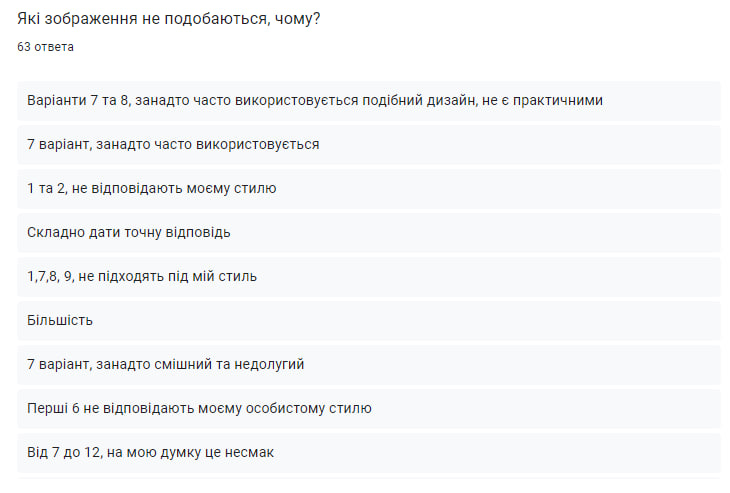 Які зображення не подобаються, чому?
63 ответа
Варіанти 7 та 8, занадто часто використовується подібний дизайн, не є практичними
7 варіант, занадто часто використовується
1 та 2, не відповідають моєму стилю
Складно дати точну відповідь
1,7,8, 9, не підходять під мій стиль
Більшість
7 варіант, занадто смішний та недолугий
Перші 6 не відповідають моєму особистому стилю
Від 7 до 12, на мою думку це несмак